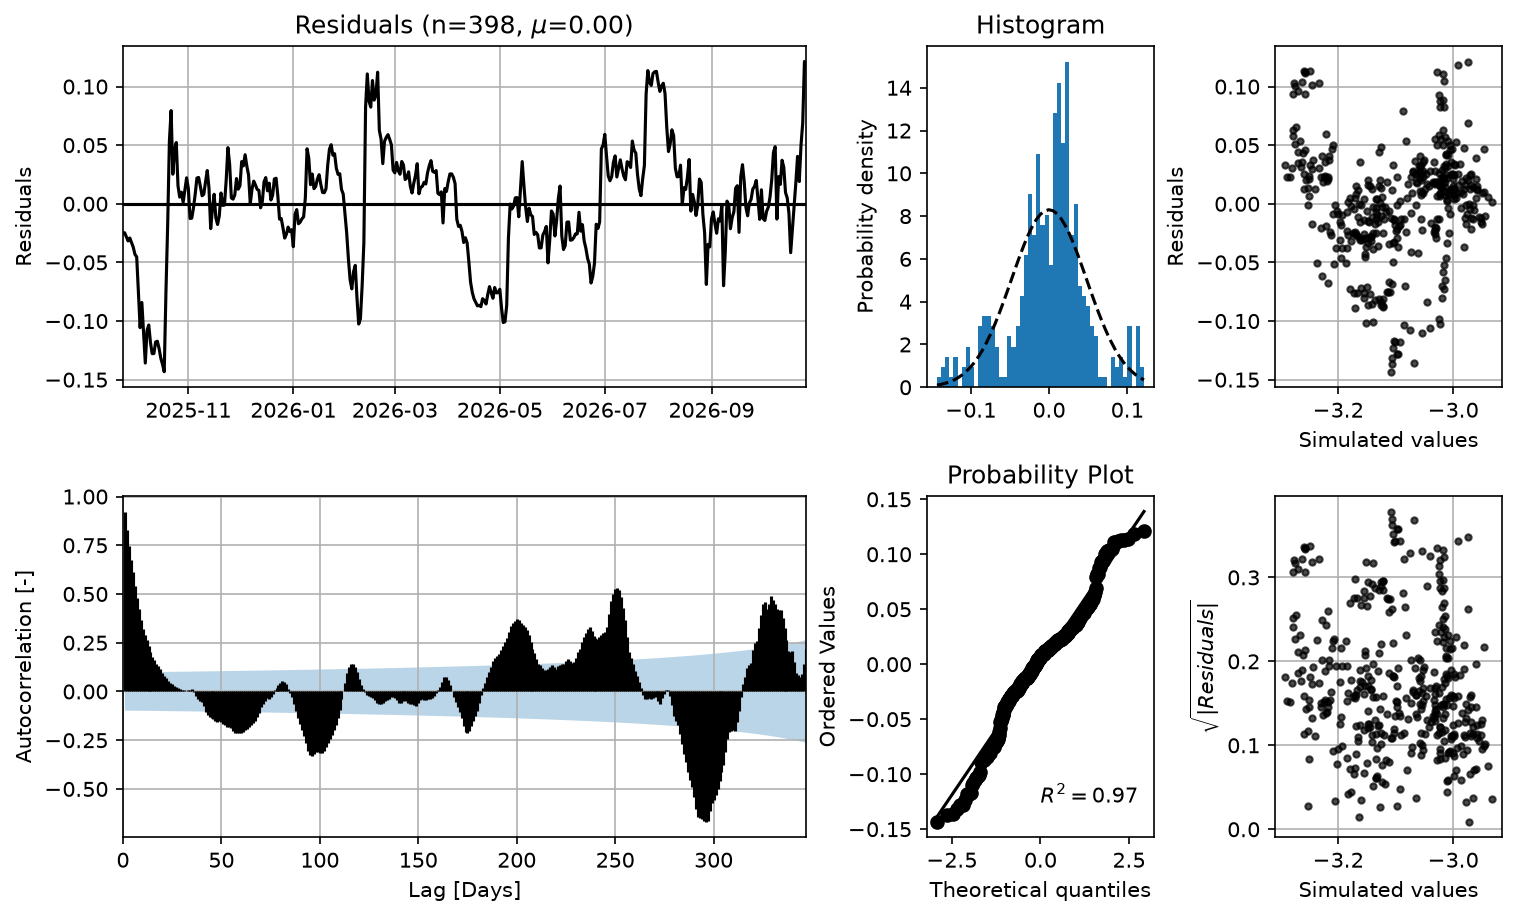 Residuals (n=398, μ=0.00)
Residuals
0.10
0.05
0.00
−0.05
−0.10
−0.15
2025-11 2026-01 2026-03 2026-05 2026-07 2026-09
Histogram
Probability density
14
12
10
8
6
4
2
0
−0.1 0.0 0.1
Residuals
0.10
0.05
0.00
−0.05
−0.10
−0.15
−3.2 −3.0
Simulated values
Autocorrelation [-]
1.00
0.75
0.50
0.25
0.00
−0.25
−0.50
0 50 100 150 200 250 300
Lag [Days]
Probability Plot
Ordered Values
0.15
0.10
0.05
0.00
−0.05
−0.10
−0.15
R² = 0.97
−2.5 0.0 2.5
Theoretical quantiles
√|Residuals|
0.3
0.2
0.1
0.0
−3.2 −3.0
Simulated values